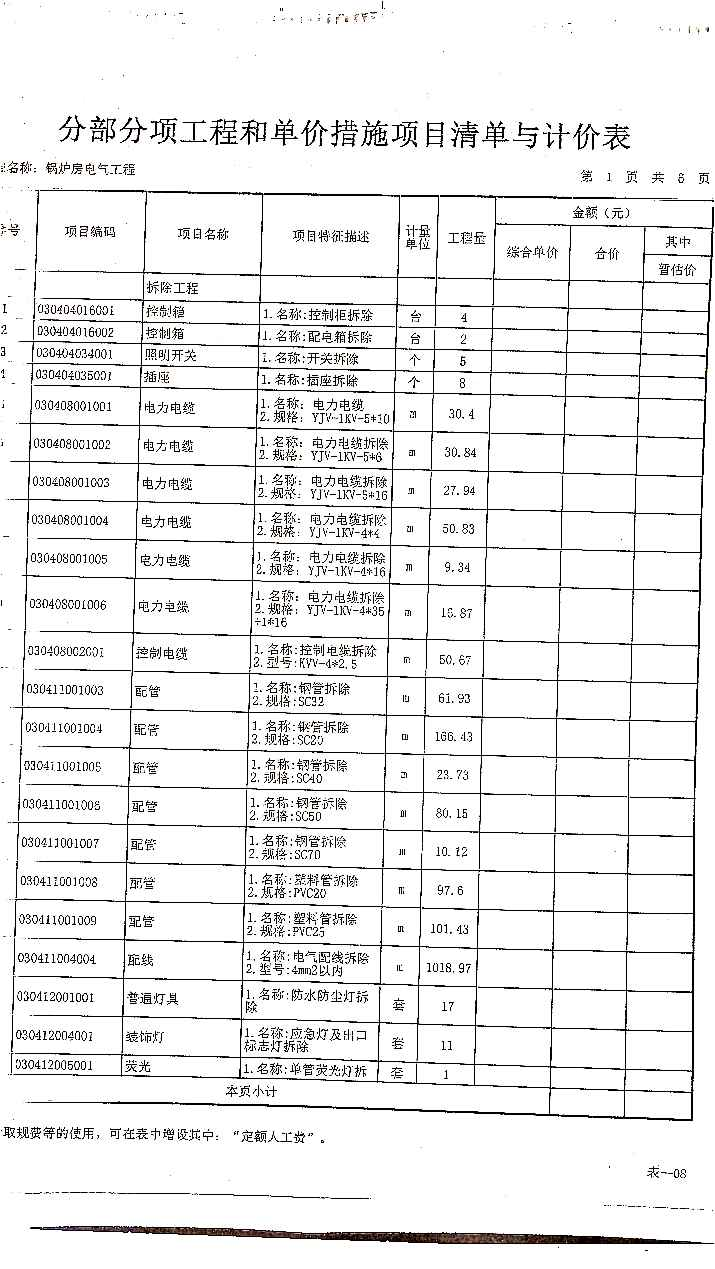 分部分项工程和单价措施项目清单与计价表
名称：锅炉房电气工程
第 1 页 共 6 页
号 项目编码 项目名称 项目特征描述 计量单位 工程量 金额（元）
综合单价 合价 其中
暂估价
拆除工程
1 030404016001 控制箱 1.名称:控制柜拆除 台 4
2 030404016002 控制箱 1.名称:配电箱拆除 台 2
3 030404034001 照明开关 1.名称:开关拆除 个 5
4 030404035001 插座 1.名称:插座拆除 个 8
030408001001 电力电缆 1.名称：电力电缆 m 30.4
2.规格：YJV-1KV-5*10
030408001002 电力电缆 1.名称：电力电缆拆除 m 30.84
2.规格：YJV-1KV-5*6
030408001003 电力电缆 1.名称：电力电缆拆除 m 27.94
2.规格：YJV-1KV-5*16
030408001004 电力电缆 1.名称：电力电缆拆除 m 50.83
2.规格：YJV-1KV-4*4
030408001005 电力电缆 1.名称：电力电缆拆除 m 9.34
2.规格：YJV-1KV-4*16
030408001006 电力电缆 1.名称：电力电缆拆除 m
2.规格：YJV-1KV-4*35
+1*16
030408002001 控制电缆 1.名称:控制电缆拆除 m 50.67
2.型号:KVV-4*2.5
030411001003 配管 1.名称:钢管拆除 m 61.93
2.规格:SC32
030411001004 配管 1.名称:钢管拆除 m 166.43
2.规格:SC20
030411001005 配管 1.名称:钢管拆除 m 23.73
2.规格:SC40
030411001006 配管 1.名称:钢管拆除 m 80.15
2.规格:SC50
030411001007 配管 1.名称:钢管拆除 m 10.12
2.规格:SC70
030411001008 配管 1.名称:塑料管拆除 m 97.6
2.规格:PVC20
030411001009 配管 1.名称:塑料管拆除 m 101.43
2.规格:PVC25
030411004004 配线 1.名称:电气配线拆除 m 1018.97
2.型号:4mm2以内
030412001001 普通灯具 1.名称:防水防尘灯拆 套 17
除
030412004001 装饰灯 1.名称:应急灯及出口 套 11
标志灯拆除
030412005001 荧光 1.名称:单管荧光灯拆 套 1
本页小计
取规费等的使用，可在表中增设其中：“定额人工费”。
表--08